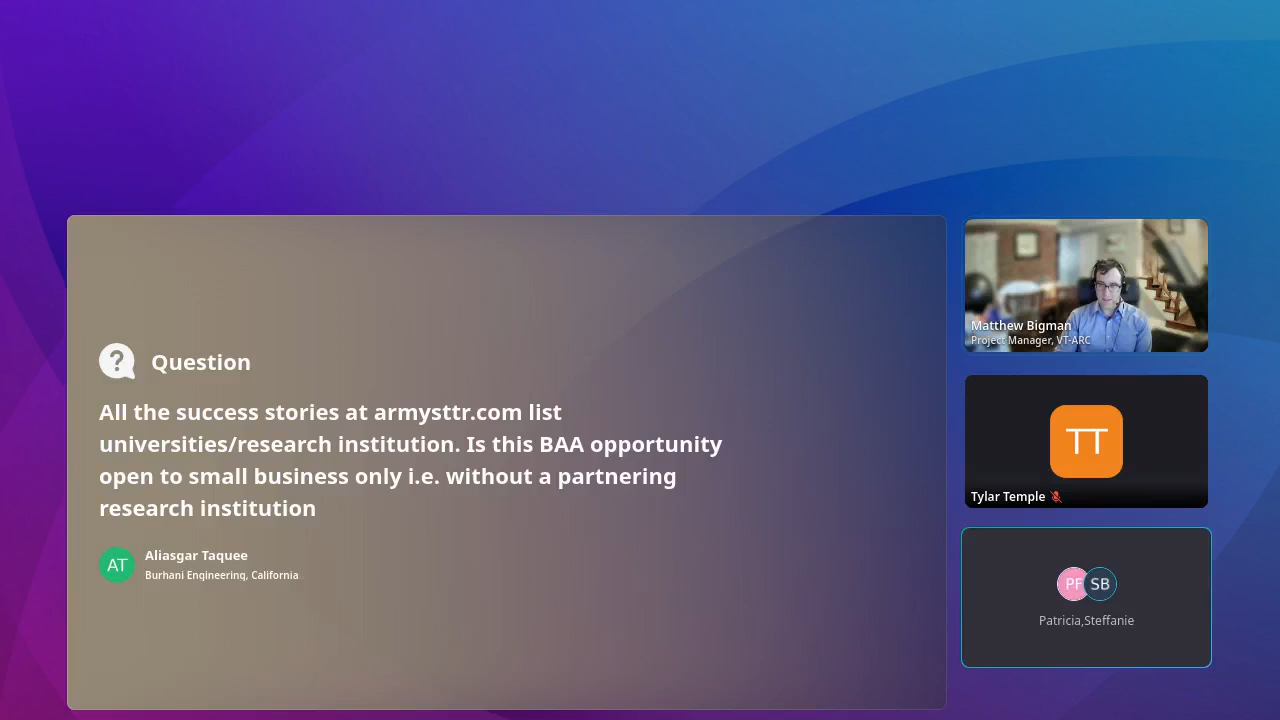 Question
All the success stories at armysttr.com list
universities/research institution. Is this BAA opportunity
open to small business only i.e. without a partnering
research institution
AT
Aliasgar Taquee
Burhani Engineering, California
Matthew Bigman
Project Manager, VT-ARC
TT
Tylar Temple
PF SB
Patricia,Steffanie